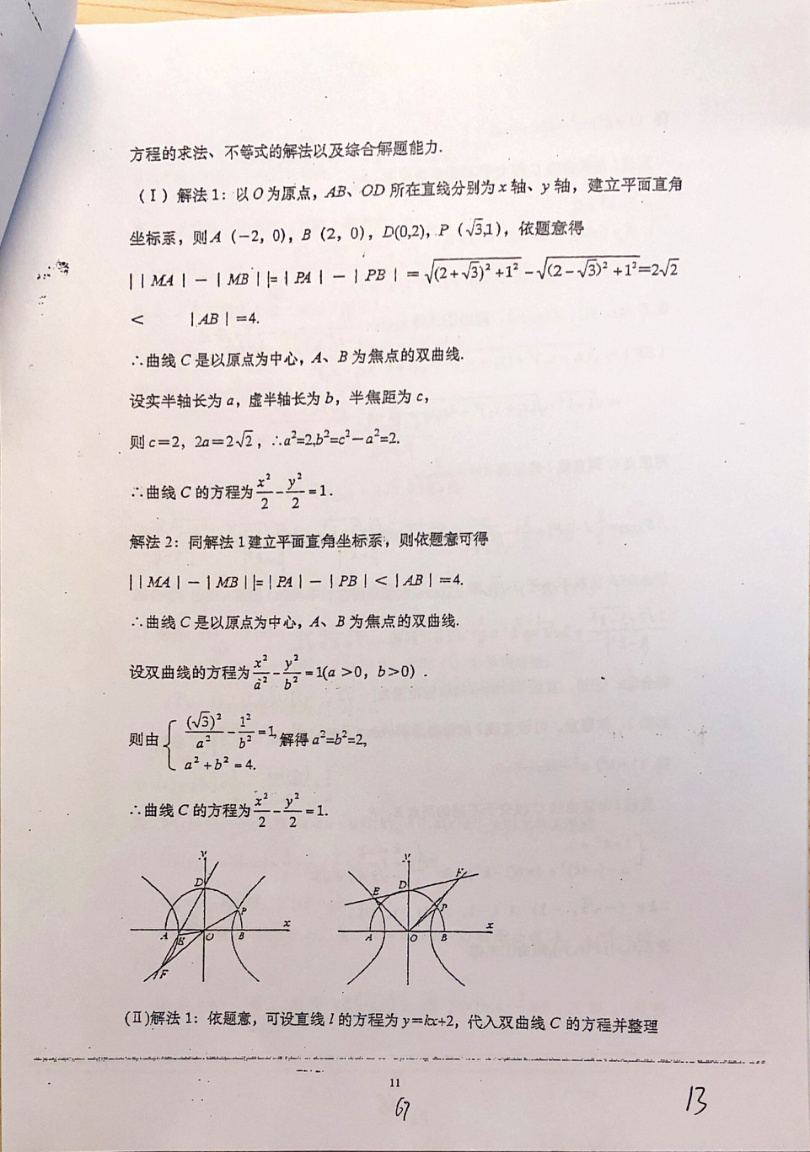 方程的求法、不等式的解法以及综合解题能力.
（Ⅰ）解法1：以O为原点，AB、OD所在直线分别为x轴、y轴，建立平面直角
坐标系，则A（-2，0），B（2，0），D(0,2)，P（√3,1），依题意得
||MA|－|MB||=|PA|－|PB|＝√((2+√3)²+1²)－√((2－√3)²+1²)=2√2
＜ |AB|=4.
∴曲线C是以原点为中心，A、B为焦点的双曲线.
设实半轴长为a，虚半轴长为b，半焦距为c，
则c=2，2a=2√2，∴a²=2,b²=c²－a²=2.
∴曲线C的方程为x²/2－y²/2=1.
解法2：同解法1建立平面直角坐标系，则依题意可得
||MA|－|MB||=|PA|－|PB|＜|AB|=4.
∴曲线C是以原点为中心，A、B为焦点的双曲线.
设双曲线的方程为x²/a²－y²/b²=1(a>0，b>0).
则由{(√3)²/a²－1²/b²=1, 解得a²=b²=2,
a²+b²=4.
∴曲线C的方程为x²/2－y²/2=1.
y D P A E O B x F
y E D F P A O B x
(Ⅱ)解法1：依题意，可设直线l的方程为y=kx+2，代入双曲线C的方程并整理
11
67
13